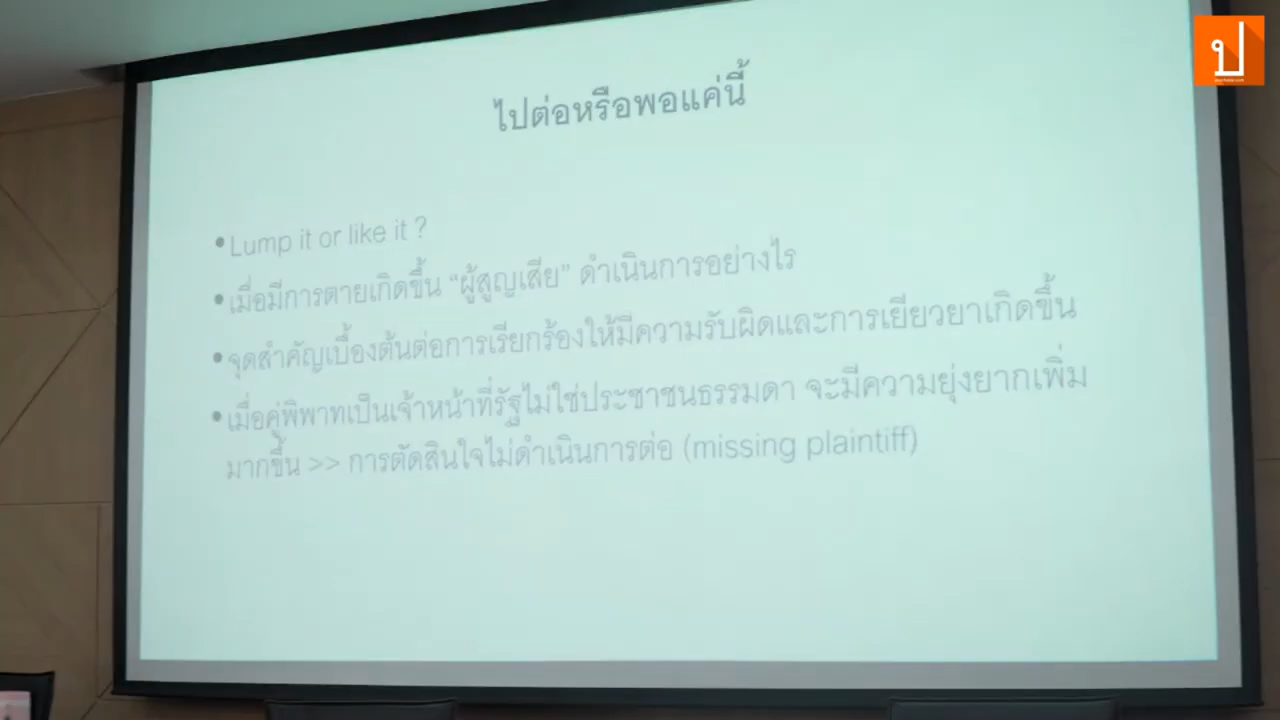 ป
ไปต่อหรือพอแค่นี้
•Lump it or like it ?
•เมื่อมีการตายเกิดขึ้น “ผู้สูญเสีย” ดำเนินการอย่างไร
•จุดสำคัญเบื้องต้นต่อการเรียกร้องให้มีความรับผิดและการเยียวยาเกิดขึ้น
•เมื่อคู่พิพาทเป็นเจ้าหน้าที่รัฐไม่ใช่ประชาชนธรรมดา จะมีความยุ่งยากเพิ่ม
มากขึ้น >> การตัดสินใจไม่ดำเนินการต่อ (missing plaintiff)